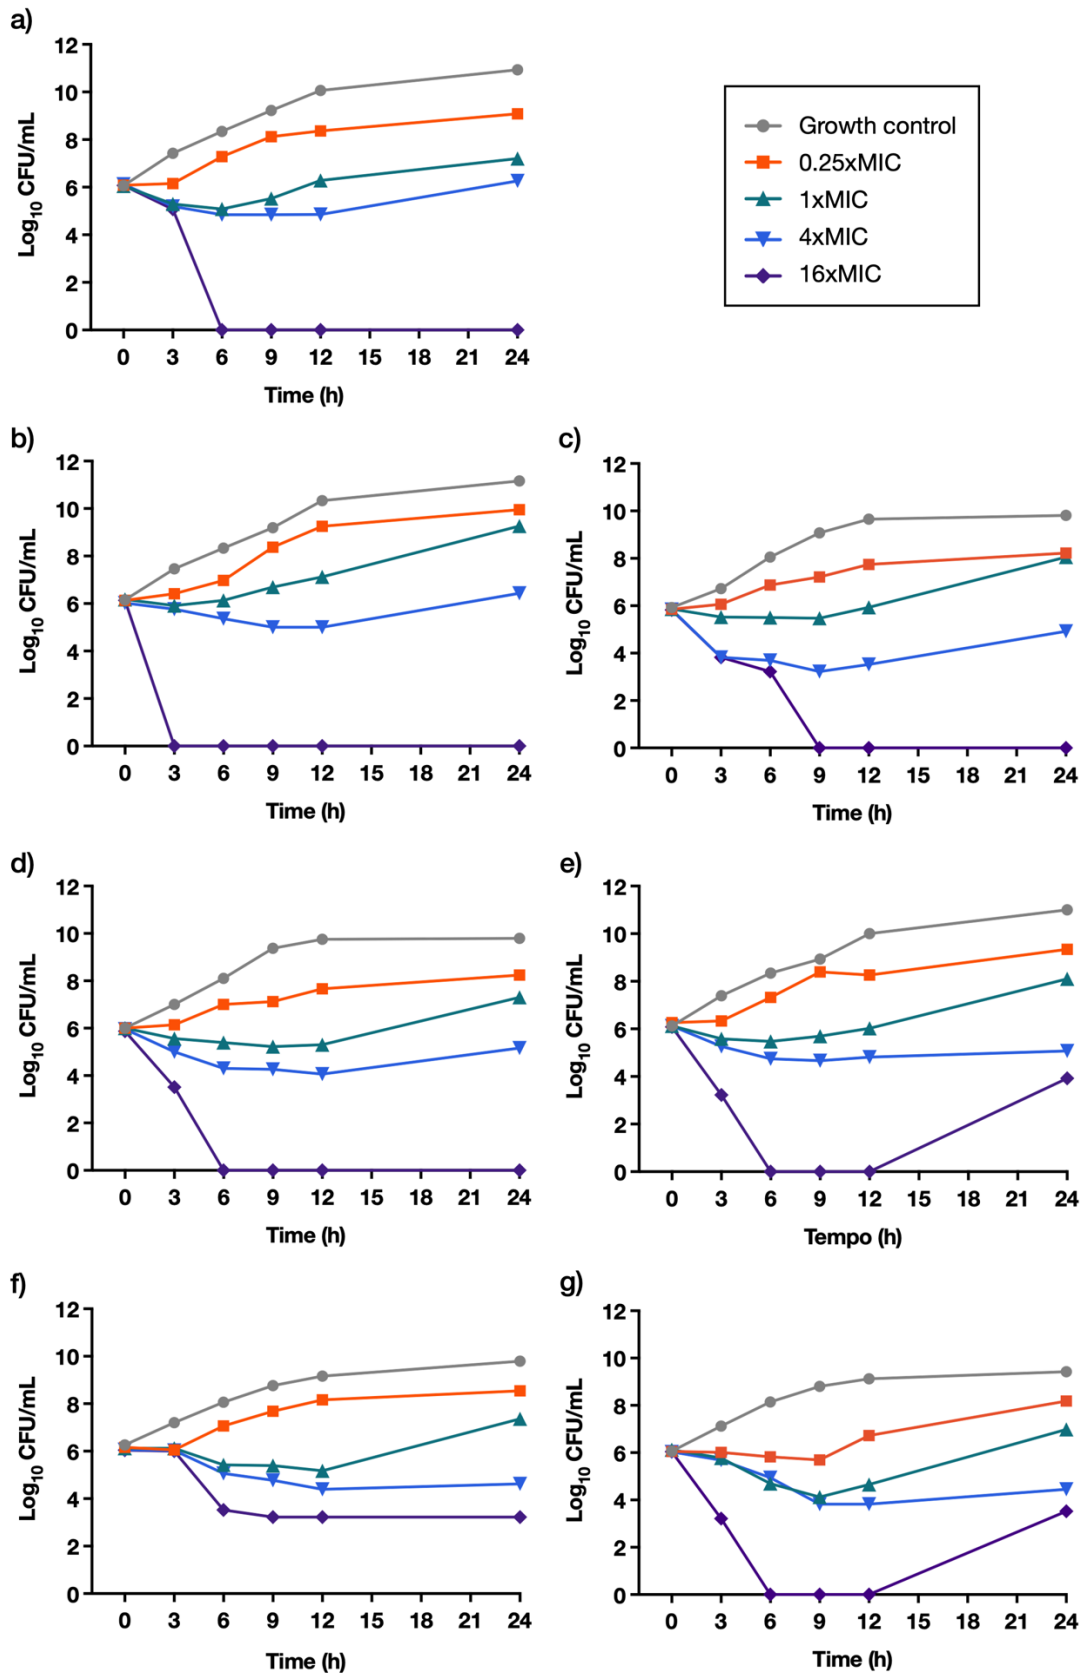 a)
12
10
8
6
4
2
0
Log10 CFU/mL
0 3 6 9 12 15 18 21 24
Time (h)
Growth control
0.25xMIC
1xMIC
4xMIC
16xMIC
b)
12
10
8
6
4
2
0
Log10 CFU/mL
0 3 6 9 12 15 18 21 24
Time (h)
c)
12
10
8
6
4
2
0
Log10 CFU/mL
0 3 6 9 12 15 18 21 24
Time (h)
d)
12
10
8
6
4
2
0
Log10 CFU/mL
0 3 6 9 12 15 18 21 24
Time (h)
e)
12
10
8
6
4
2
0
Log10 CFU/mL
0 3 6 9 12 15 18 21 24
Tempo (h)
f)
12
10
8
6
4
2
0
Log10 CFU/mL
0 3 6 9 12 15 18 21 24
Time (h)
g)
12
10
8
6
4
2
0
Log10 CFU/mL
0 3 6 9 12 15 18 21 24
Time (h)